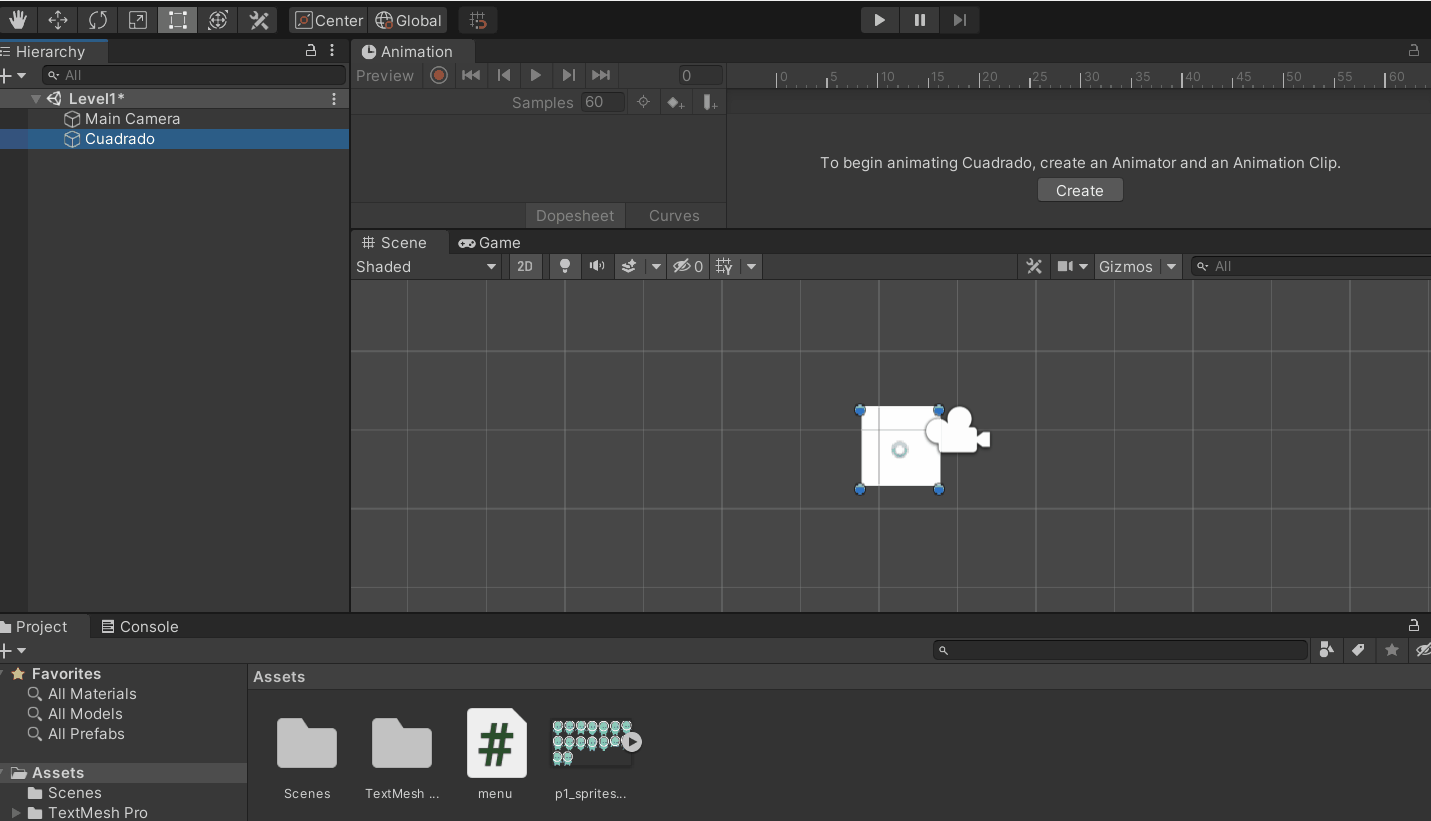 Center Global
Hierarchy
All
Level1*
Main Camera
Cuadrado
Animation
Preview 0
0 5 10 15 20 25 30 35 40 45 50 55 60
Samples 60
To begin animating Cuadrado, create an Animator and an Animation Clip.
Create
Dopesheet Curves
Scene Game
Shaded 2D 0 Gizmos All
Project Console
Favorites
All Materials
All Models
All Prefabs
Assets
Scenes
TextMesh Pro
Assets
Scenes TextMesh ... menu p1_sprites...